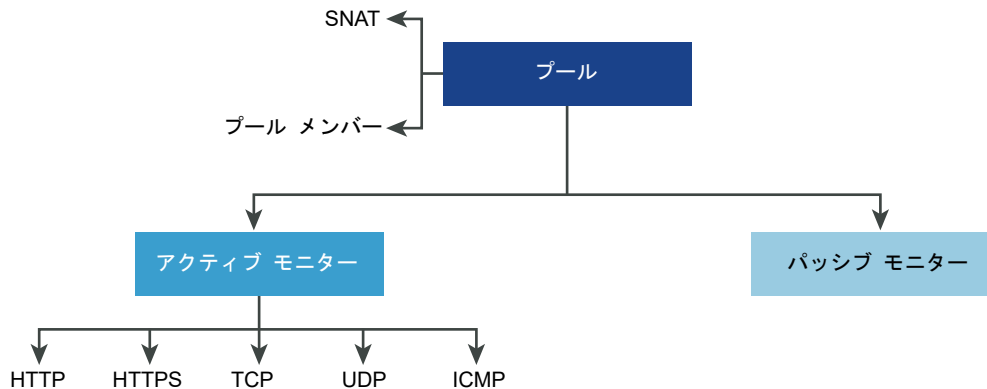 SNAT
プール
プール メンバー
アクティブ モニター
パッシブ モニター
HTTP
HTTPS
TCP
UDP
ICMP